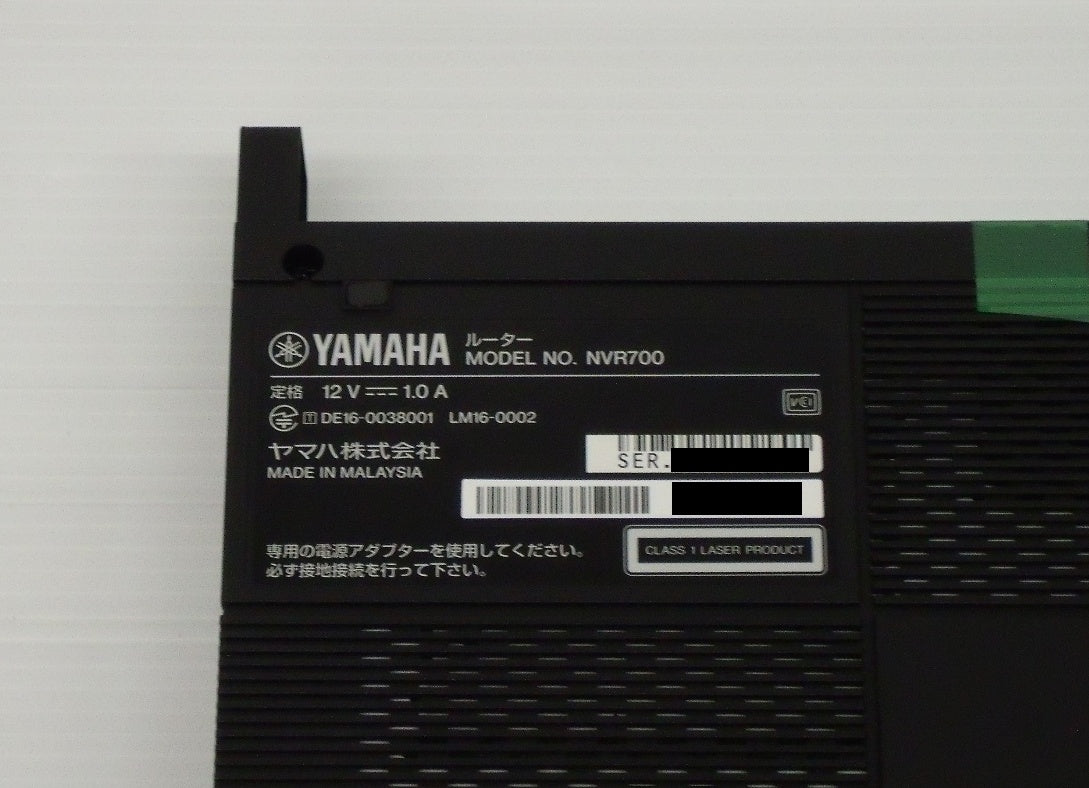 YAMAHA ルーター
MODEL NO. NVR700
定格 12 V 1.0 A
T DE16-0038001 LM16-0002
VCCI
ヤマハ株式会社
MADE IN MALAYSIA
SER.
CLASS 1 LASER PRODUCT
専用の電源アダプターを使用してください。
必ず接地接続を行って下さい。